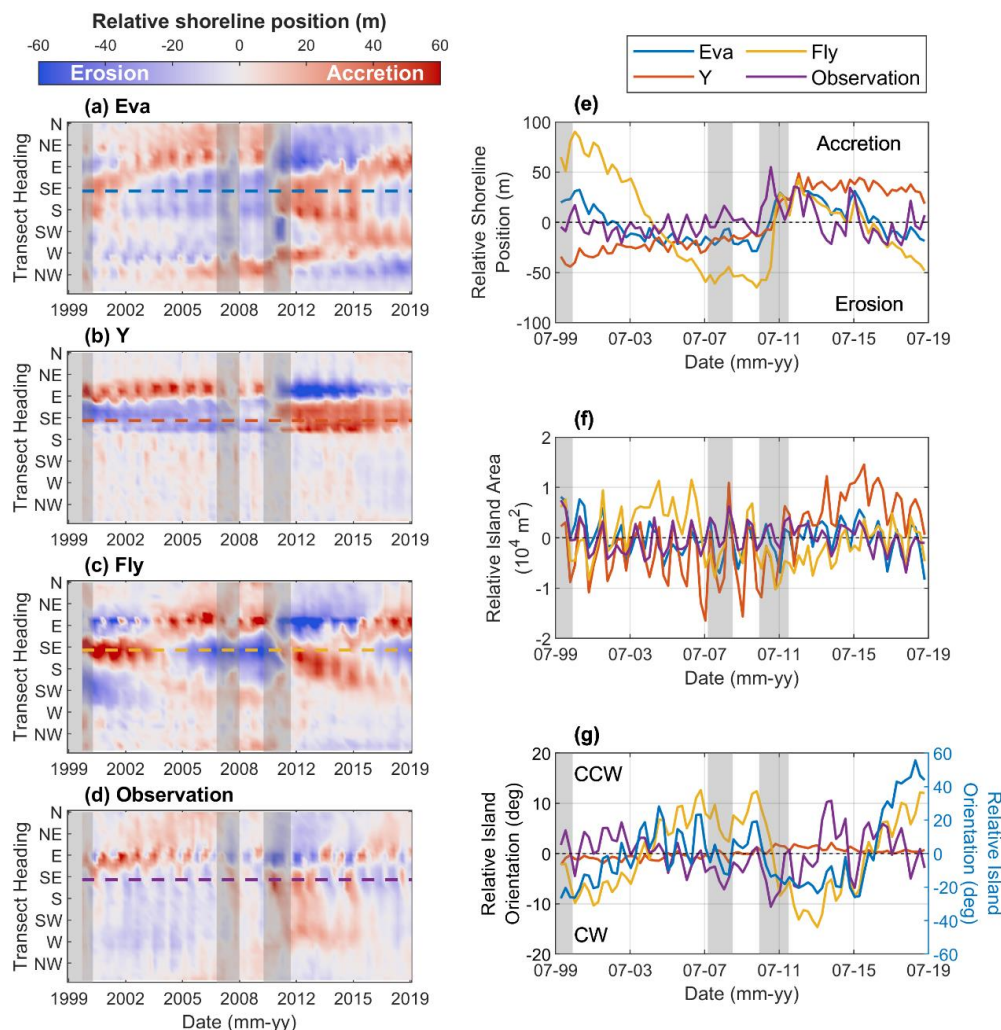 Relative shoreline position (m)
-60 -40 -20 0 20 40 60
Erosion Accretion
(a) Eva
Transect Heading
N
NE
E
SE
S
SW
W
NW
1999 2002 2005 2008 2012 2015 2019
(b) Y
Transect Heading
N
NE
E
SE
S
SW
NW
1999 2002 2005 2008 2012 2015 2019
(c) Fly
Transect Heading
N
NE
E
SE
S
SW
W
NW
1999 2002 2005 2008 2012 2015 2019
(d) Observation
Transect Heading
N
NE
E
SE
S
SW
W
NW
1999 2002 2005 2008 2012 2015 2019
Date (mm-yy)
Eva Fly
Y Observation
(e)
Relative Shoreline
Position (m)
100
50
0
-50
-100
Accretion
Erosion
07-99 07-03 07-07 07-11 07-15 07-19
Date (mm-yy)
(f)
Relative Island Area
(10⁴ m²)
2
1
0
-1
-2
07-99 07-03 07-07 07-11 07-15 07-19
Date (mm-yy)
(g)
Relative Island
Orientation (deg)
20
10
0
-10
-20
CCW
CW
60
40
20
0
-20
-40
-60
Relative Island
Orientation (deg)
07-99 07-03 07-07 07-11 07-15 07-19
Date (mm-yy)